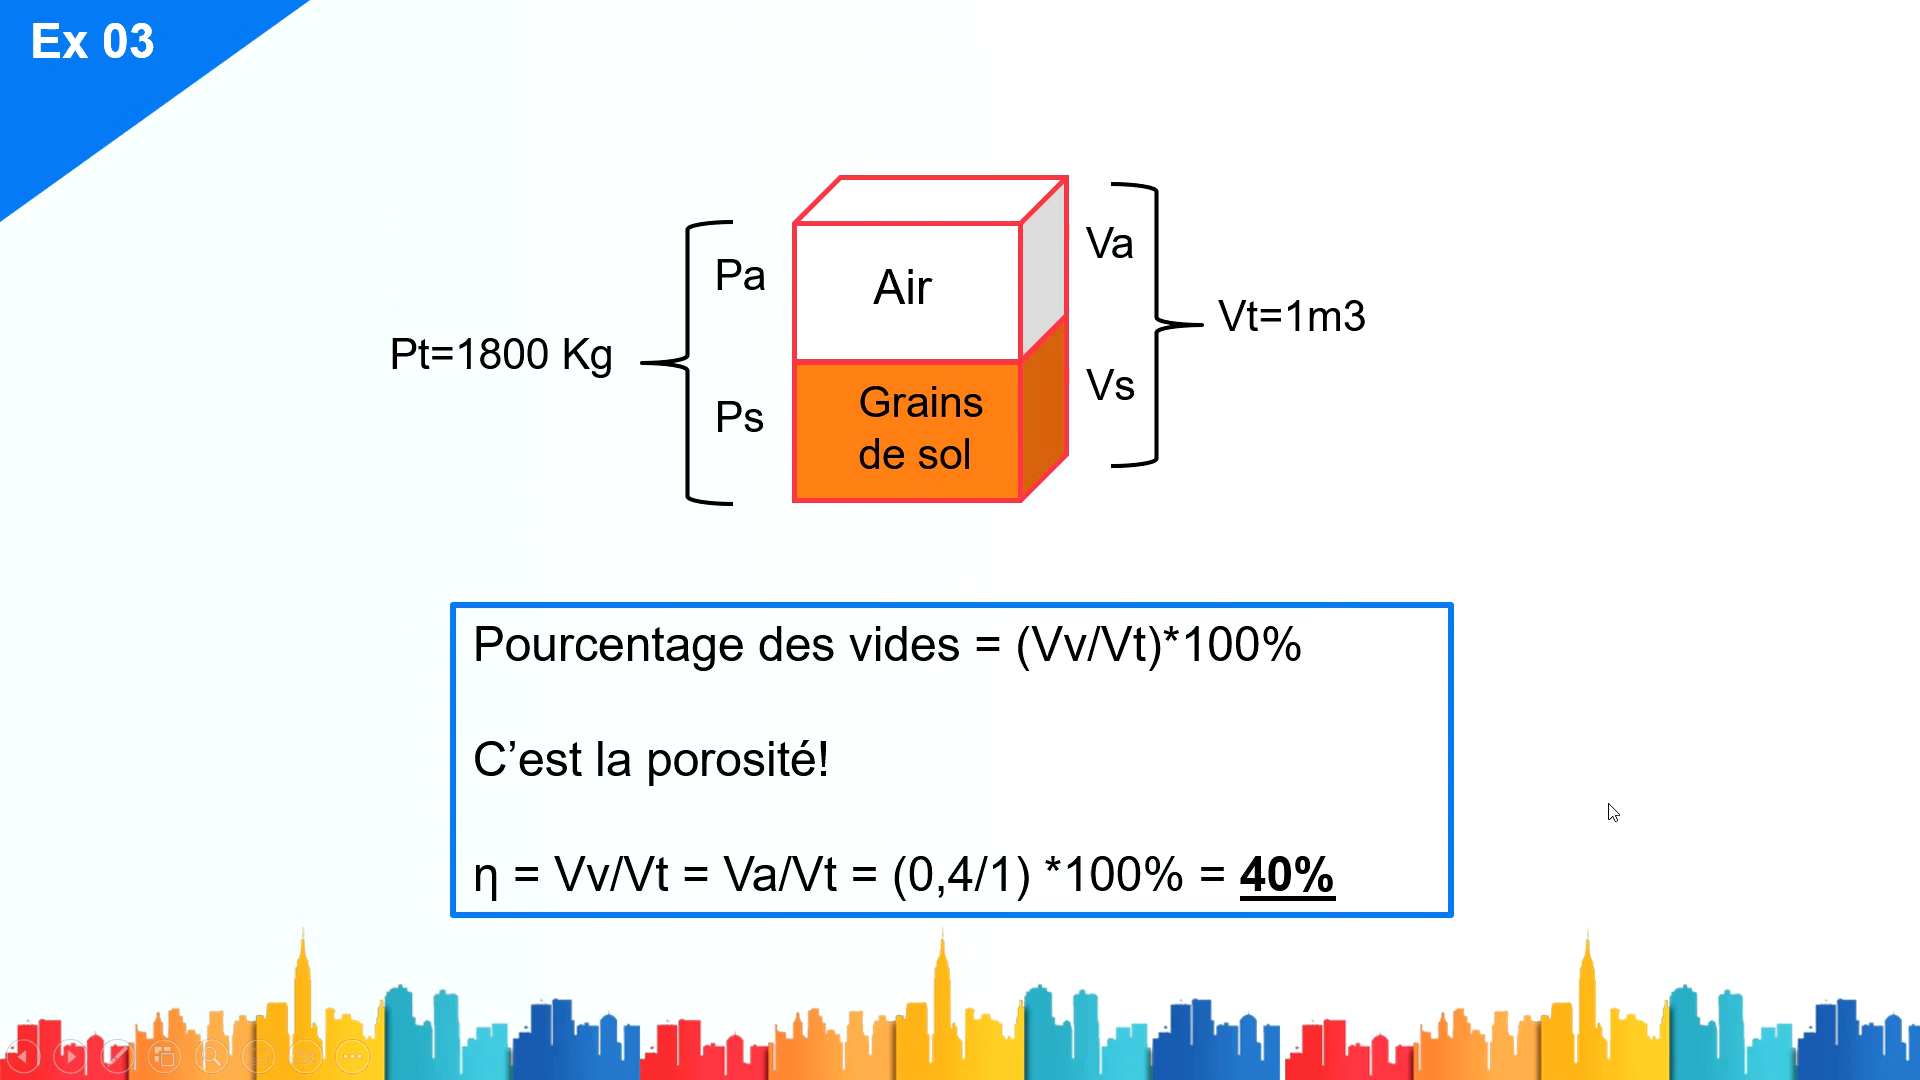 Ex 03
Va
Pa
Air
Vt=1m3
Pt=1800 Kg
Vs
Ps
Grains
de sol
Pourcentage des vides = (Vv/Vt)*100%
C’est la porosité!
η = Vv/Vt = Va/Vt = (0,4/1) *100% = 40%